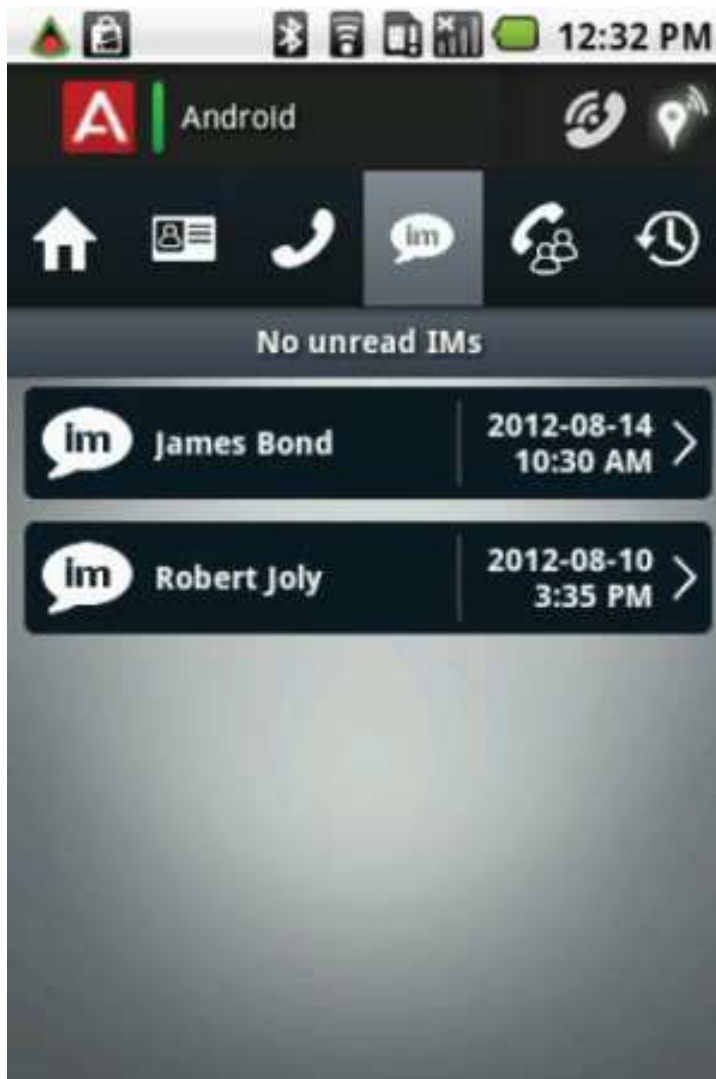 12:32 PM
Android
im
No unread IMs
im
James Bond
2012-08-14
10:30 AM
im
Robert Joly
2012-08-10
3:35 PM